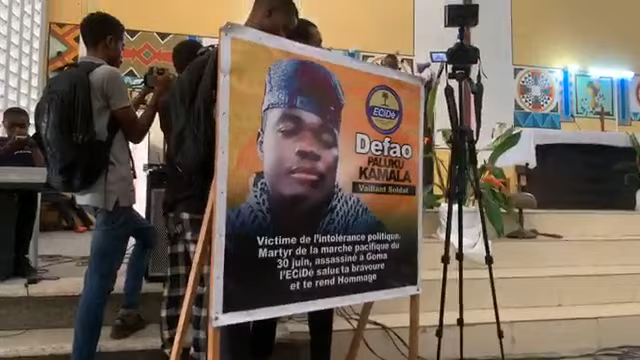 ECiDé
Defao
PALUKU
KAMALA
Vaillant Soldat
Victime de l'intolérance politique.
Martyr de la marche pacifique du
30 juin, assassiné à Goma
l'ECiDé salue ta bravoure
et te rend Hommage